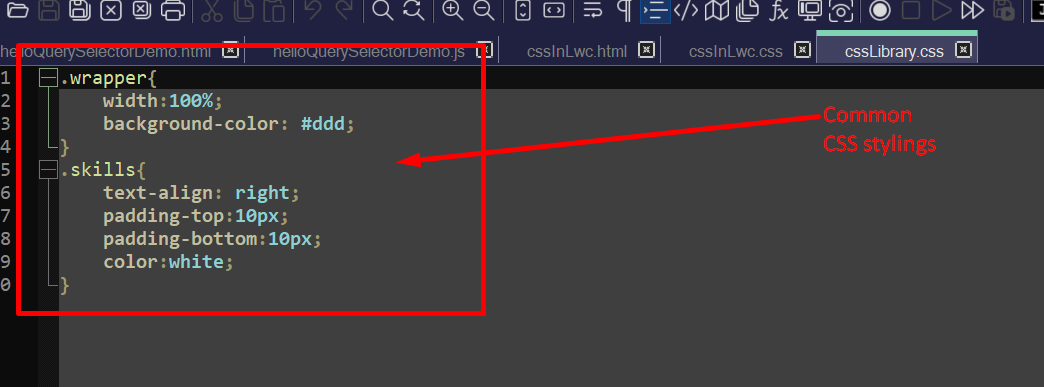 helloQuerySelectorDemo.html helloQuerySelectorDemo.js cssInLwc.html cssInLwc.css cssLibrary.css
1 .wrapper{
2 width:100%;
3 background-color: #ddd;
4 }
5 .skills{
6 text-align: right;
7 padding-top:10px;
8 padding-bottom:10px;
9 color:white;
0 }
Common
CSS stylings